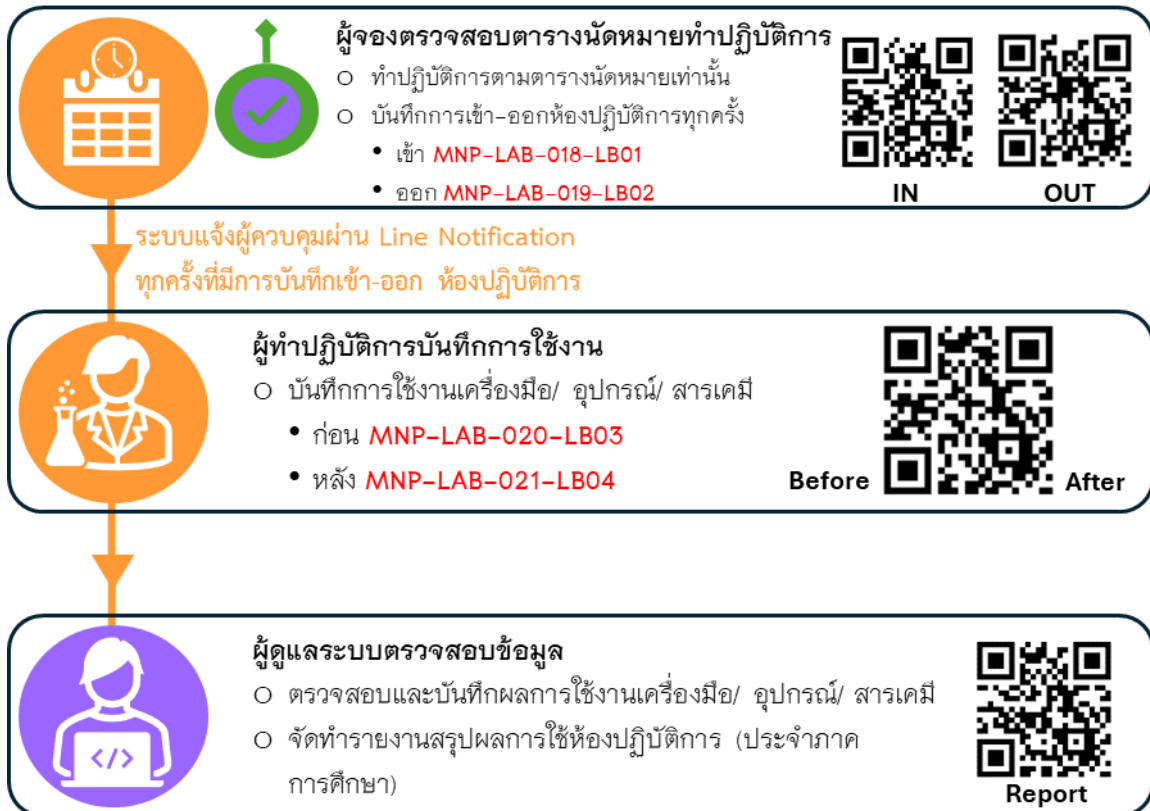 ผู้จองตรวจสอบตารางนัดหมายทำปฏิบัติการ
○ ทำปฏิบัติการตามตารางนัดหมายเท่านั้น
○ บันทึกการเข้า-ออกห้องปฏิบัติการทุกครั้ง
• เข้า MNP-LAB-018-LB01
• ออก MNP-LAB-019-LB02
IN OUT
ระบบแจ้งผู้ควบคุมผ่าน Line Notification
ทุกครั้งที่มีการบันทึกเข้า-ออก ห้องปฏิบัติการ
ผู้ทำปฏิบัติการบันทึกการใช้งาน
○ บันทึกการใช้งานเครื่องมือ/ อุปกรณ์/ สารเคมี
• ก่อน MNP-LAB-020-LB03
• หลัง MNP-LAB-021-LB04
Before After
ผู้ดูแลระบบตรวจสอบข้อมูล
○ ตรวจสอบและบันทึกผลการใช้งานเครื่องมือ/ อุปกรณ์/ สารเคมี
○ จัดทำรายงานสรุปผลการใช้ห้องปฏิบัติการ (ประจำภาค
การศึกษา)
</>
Report